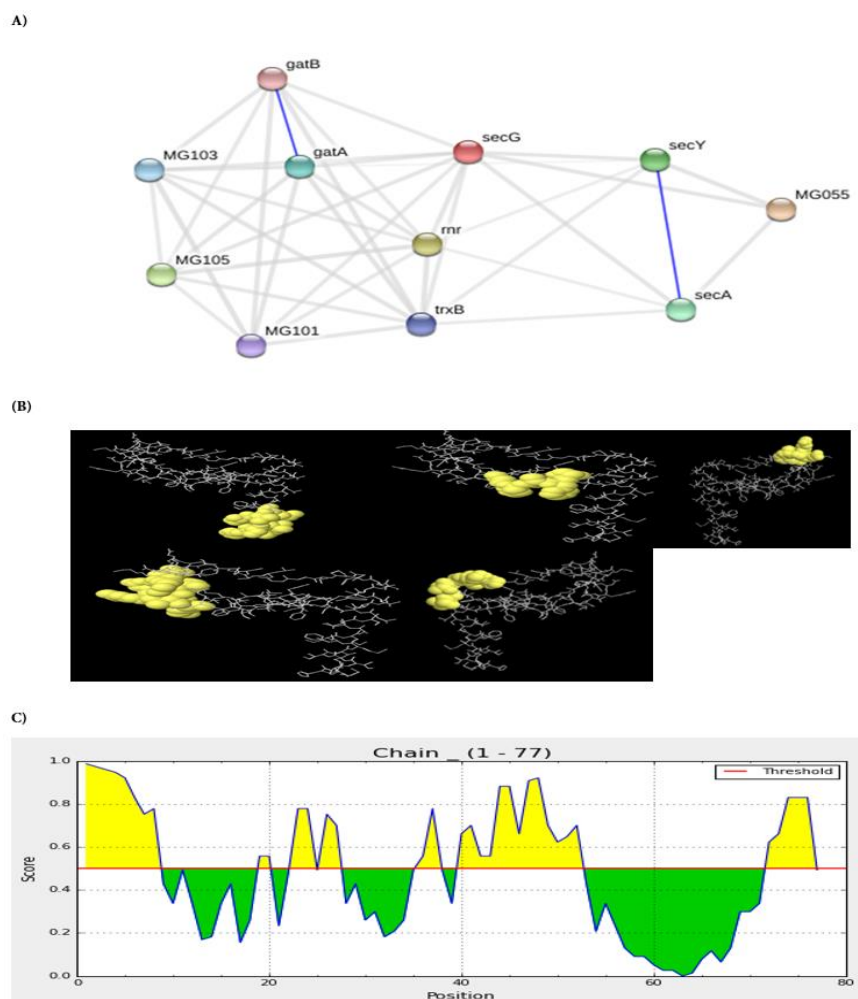 A)
gatB
secG
secY
MG103
gatA
MG055
rnr
MG105
secA
trxB
MG101
(B)
C)
Chain _ (1 - 77)
1.0
Threshold
0.8
0.6
Score
0.4
0.2
0.0
0
20
40
60
80
Position